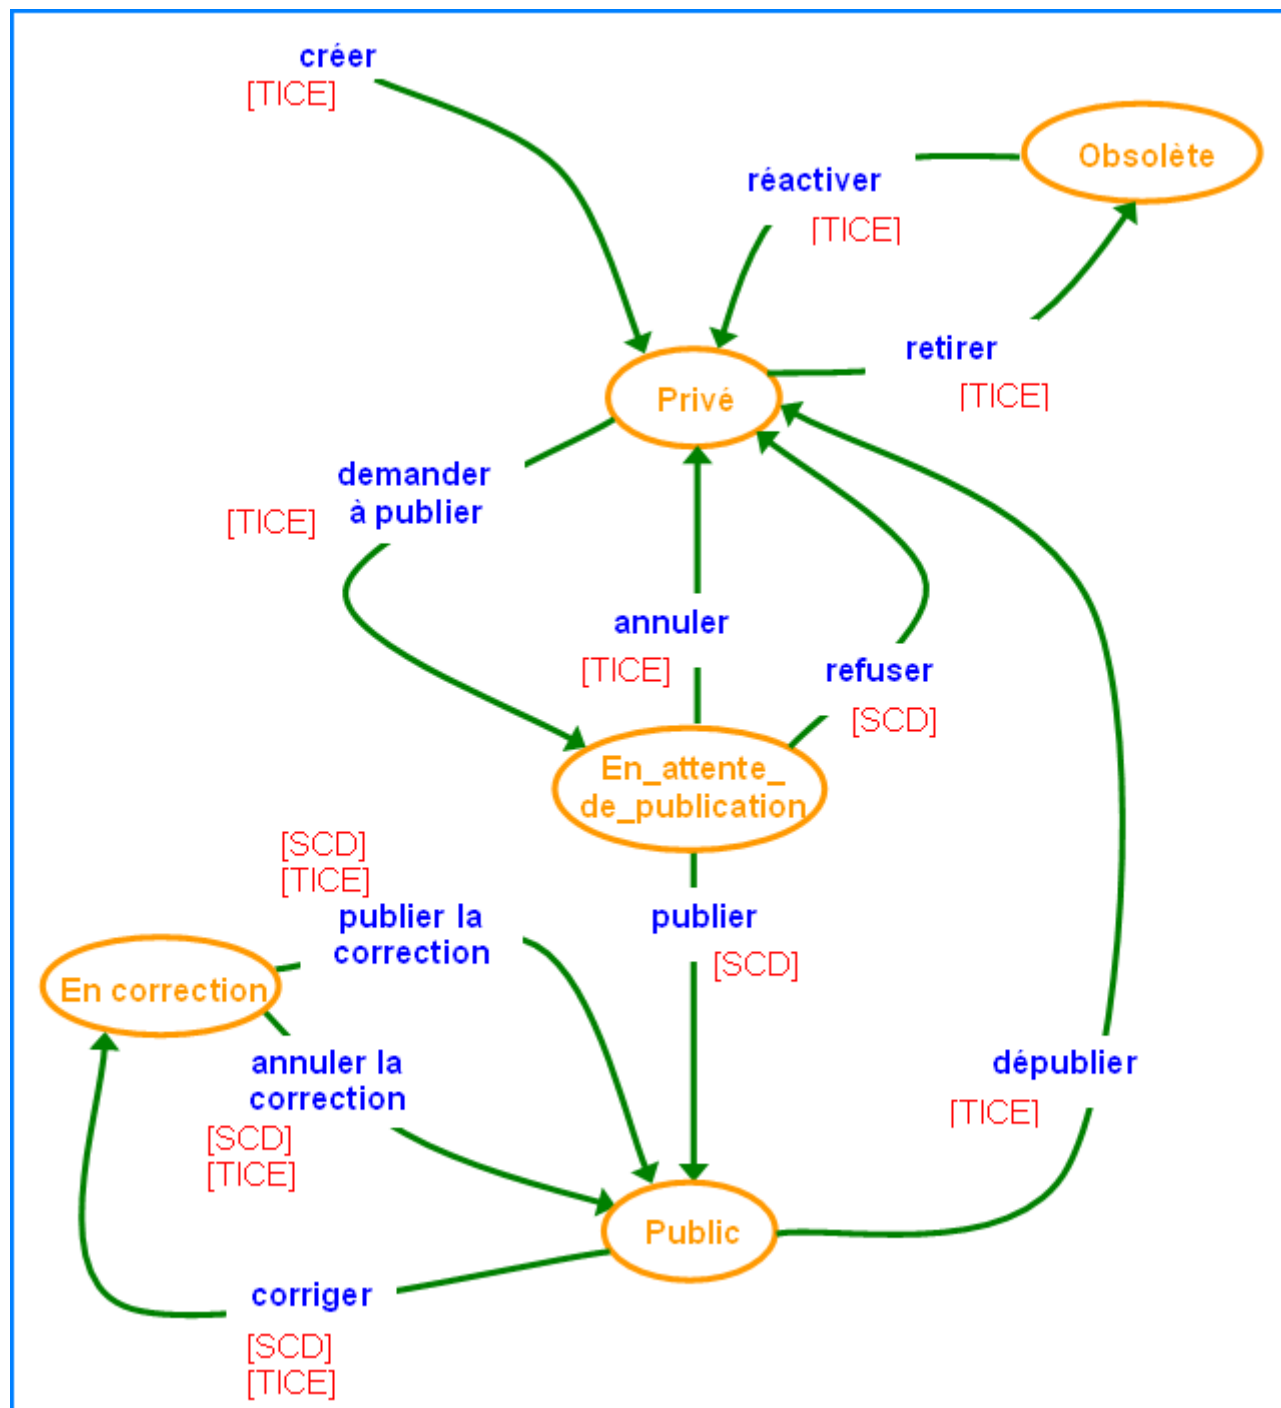 créer
[TICE]
Obsolète
réactiver
[TICE]
retirer
[TICE]
Privé
demander
à publier
[TICE]
annuler
[TICE]
refuser
[SCD]
En_attente_
de_publication
[SCD]
[TICE]
publier la
correction
publier
[SCD]
En correction
annuler la
correction
[SCD]
[TICE]
dépublier
[TICE]
Public
corriger
[SCD]
[TICE]